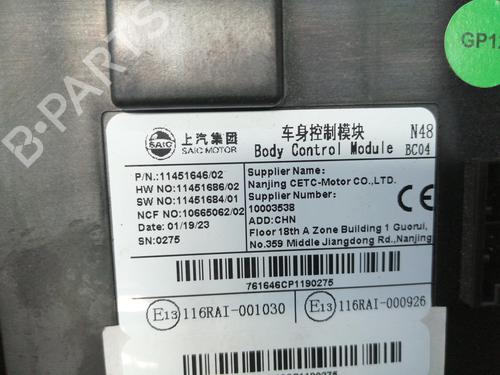 GP12
SAIC
上汽集团
SAIC MOTOR
车身控制模块
Body Control Module
N48
BC04
P/N.:11451646/02
HW NO:11451686/02
SW NO:11451684/01
NCF NO:10665062/02
Date: 01/19/23
SN:0275
Supplier Name:
Nanjing CETC-Motor CO.,LTD.
Supplier Number:
10003538
ADD:CHN
Floor 18th A Zone Building 1 Guorui,
No.359 Middle Jiangdong Rd.,Nanjing
761646CP1190275
E13 116RAI-001030
E13 116RAI-000926